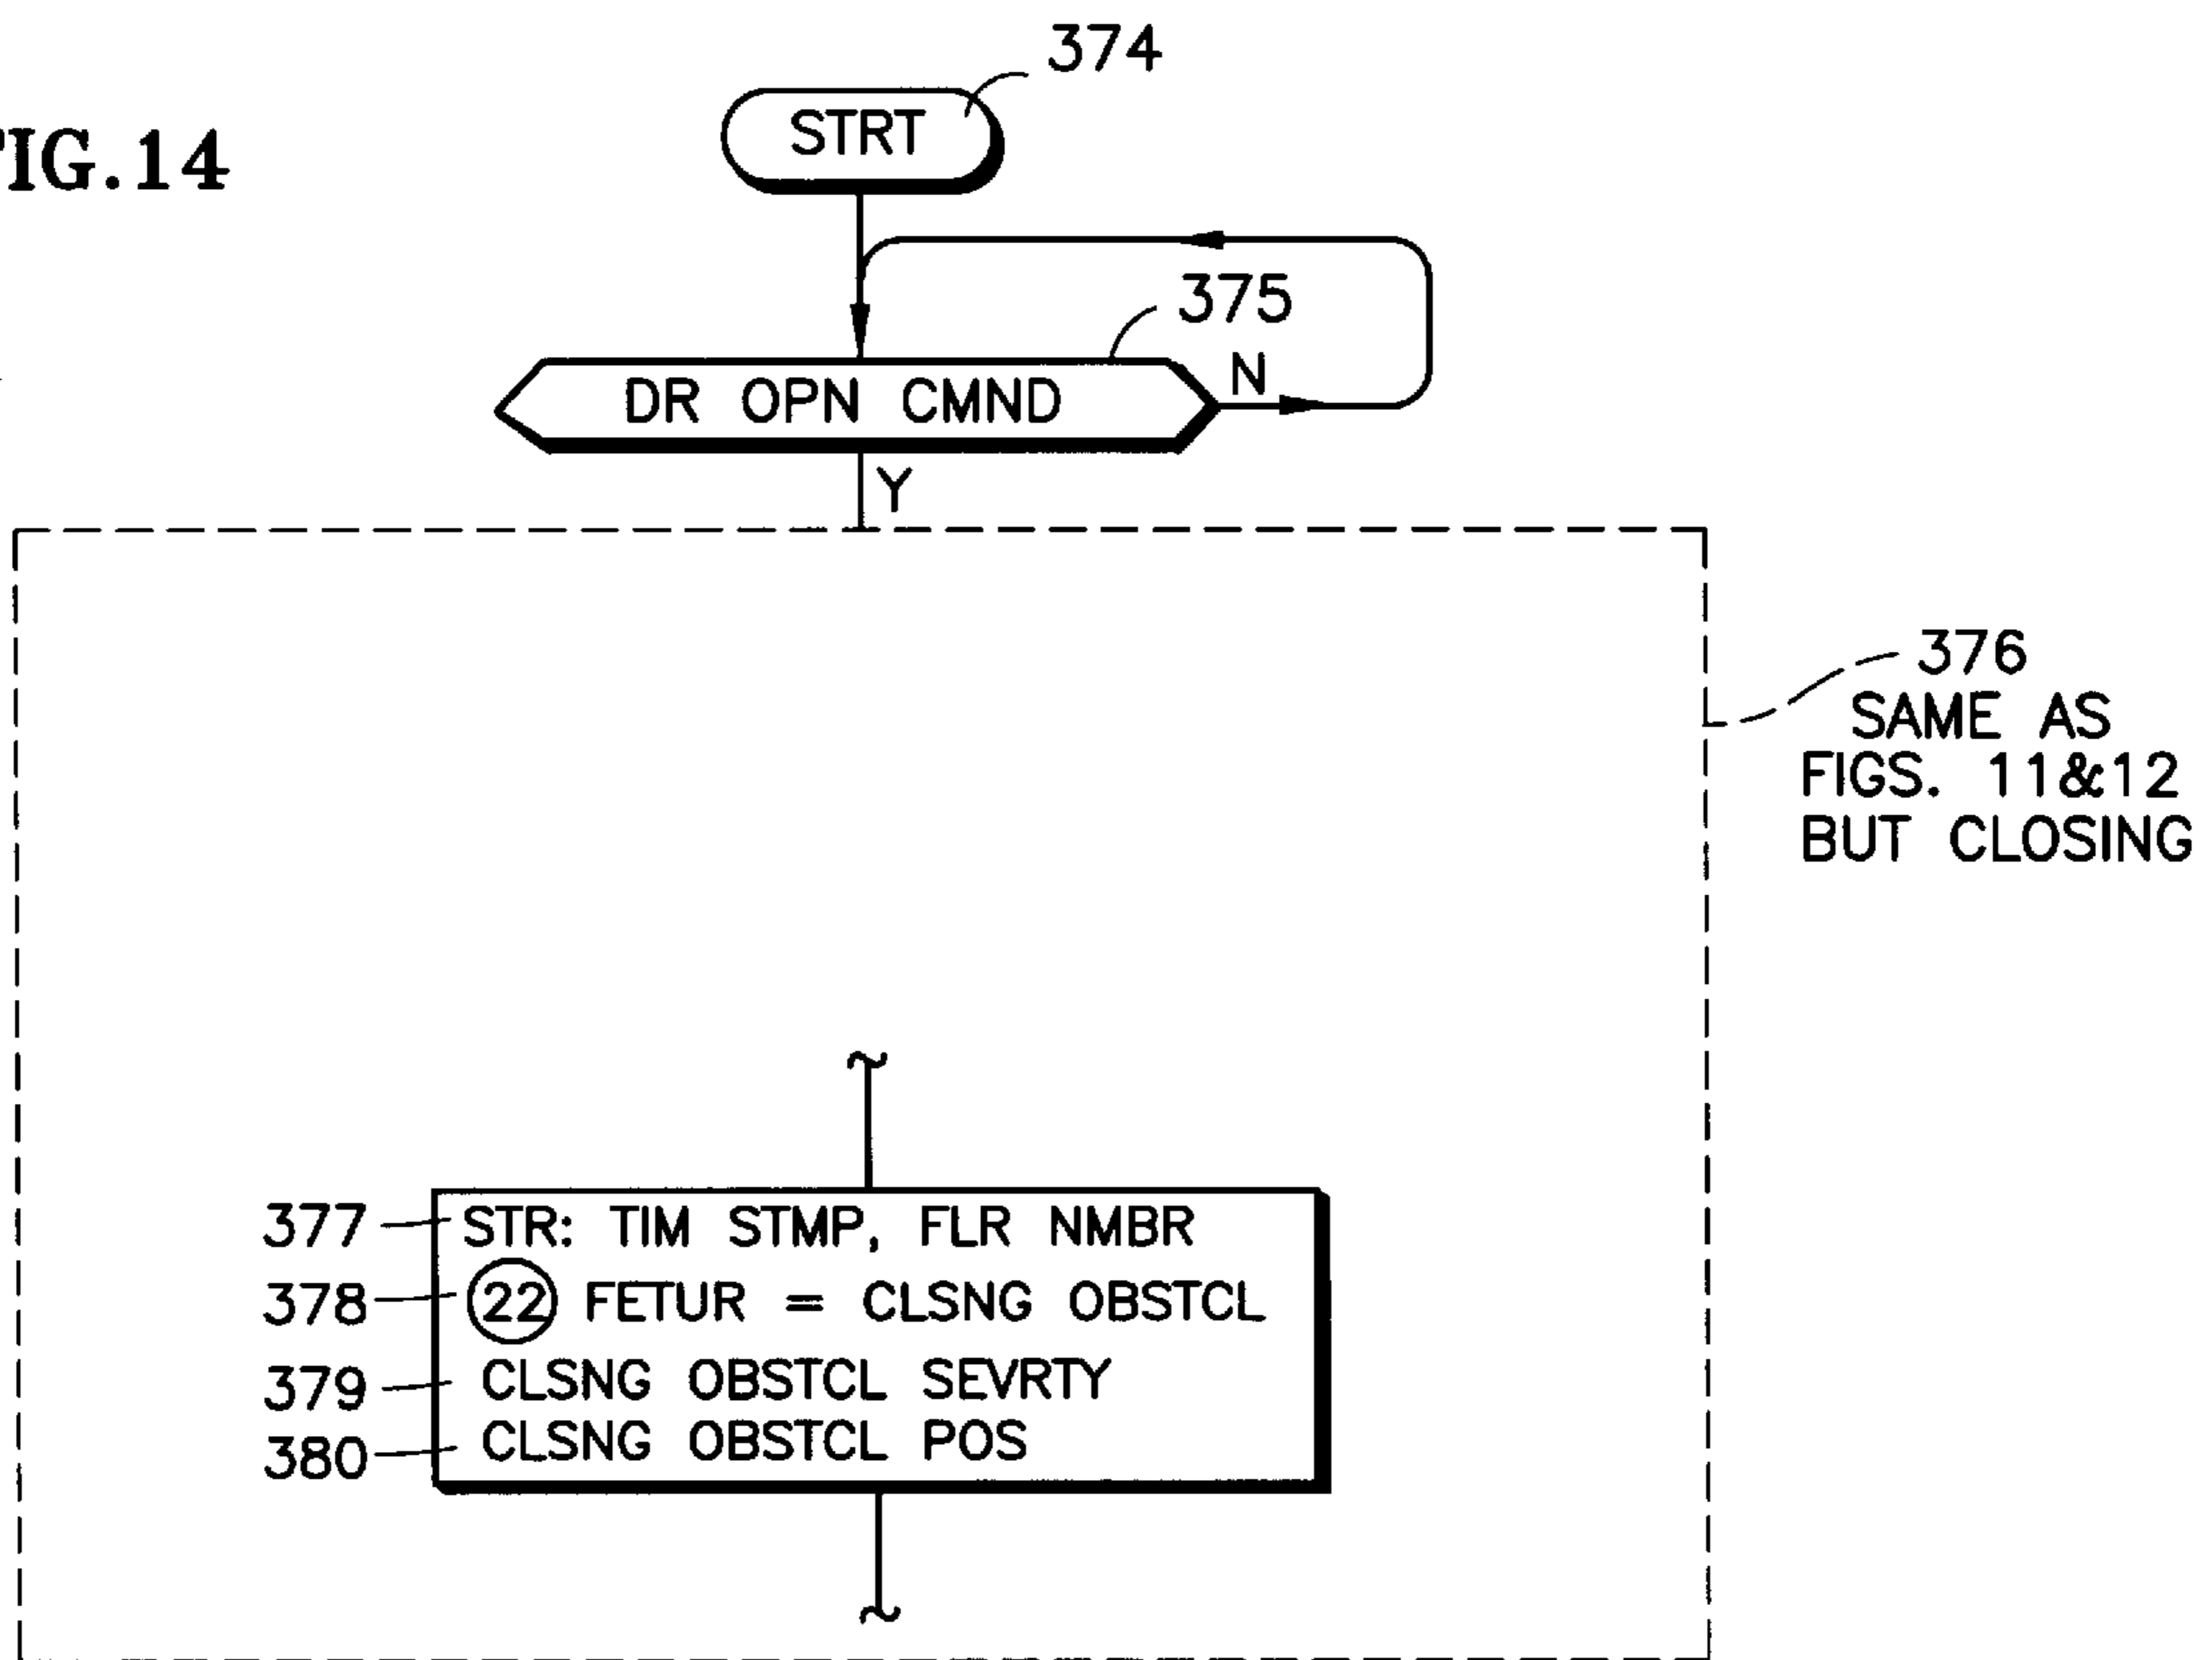 FIG.14
374
STRT
375
DR OPN CMND
N
Y
376
SAME AS
FIGS. 11&12
BUT CLOSING
377
STR: TIM STMP, FLR NMBR
378
22 FETUR = CLSNG OBSTCL
379
CLSNG OBSTCL SEVRTY
380
CLSNG OBSTCL POS